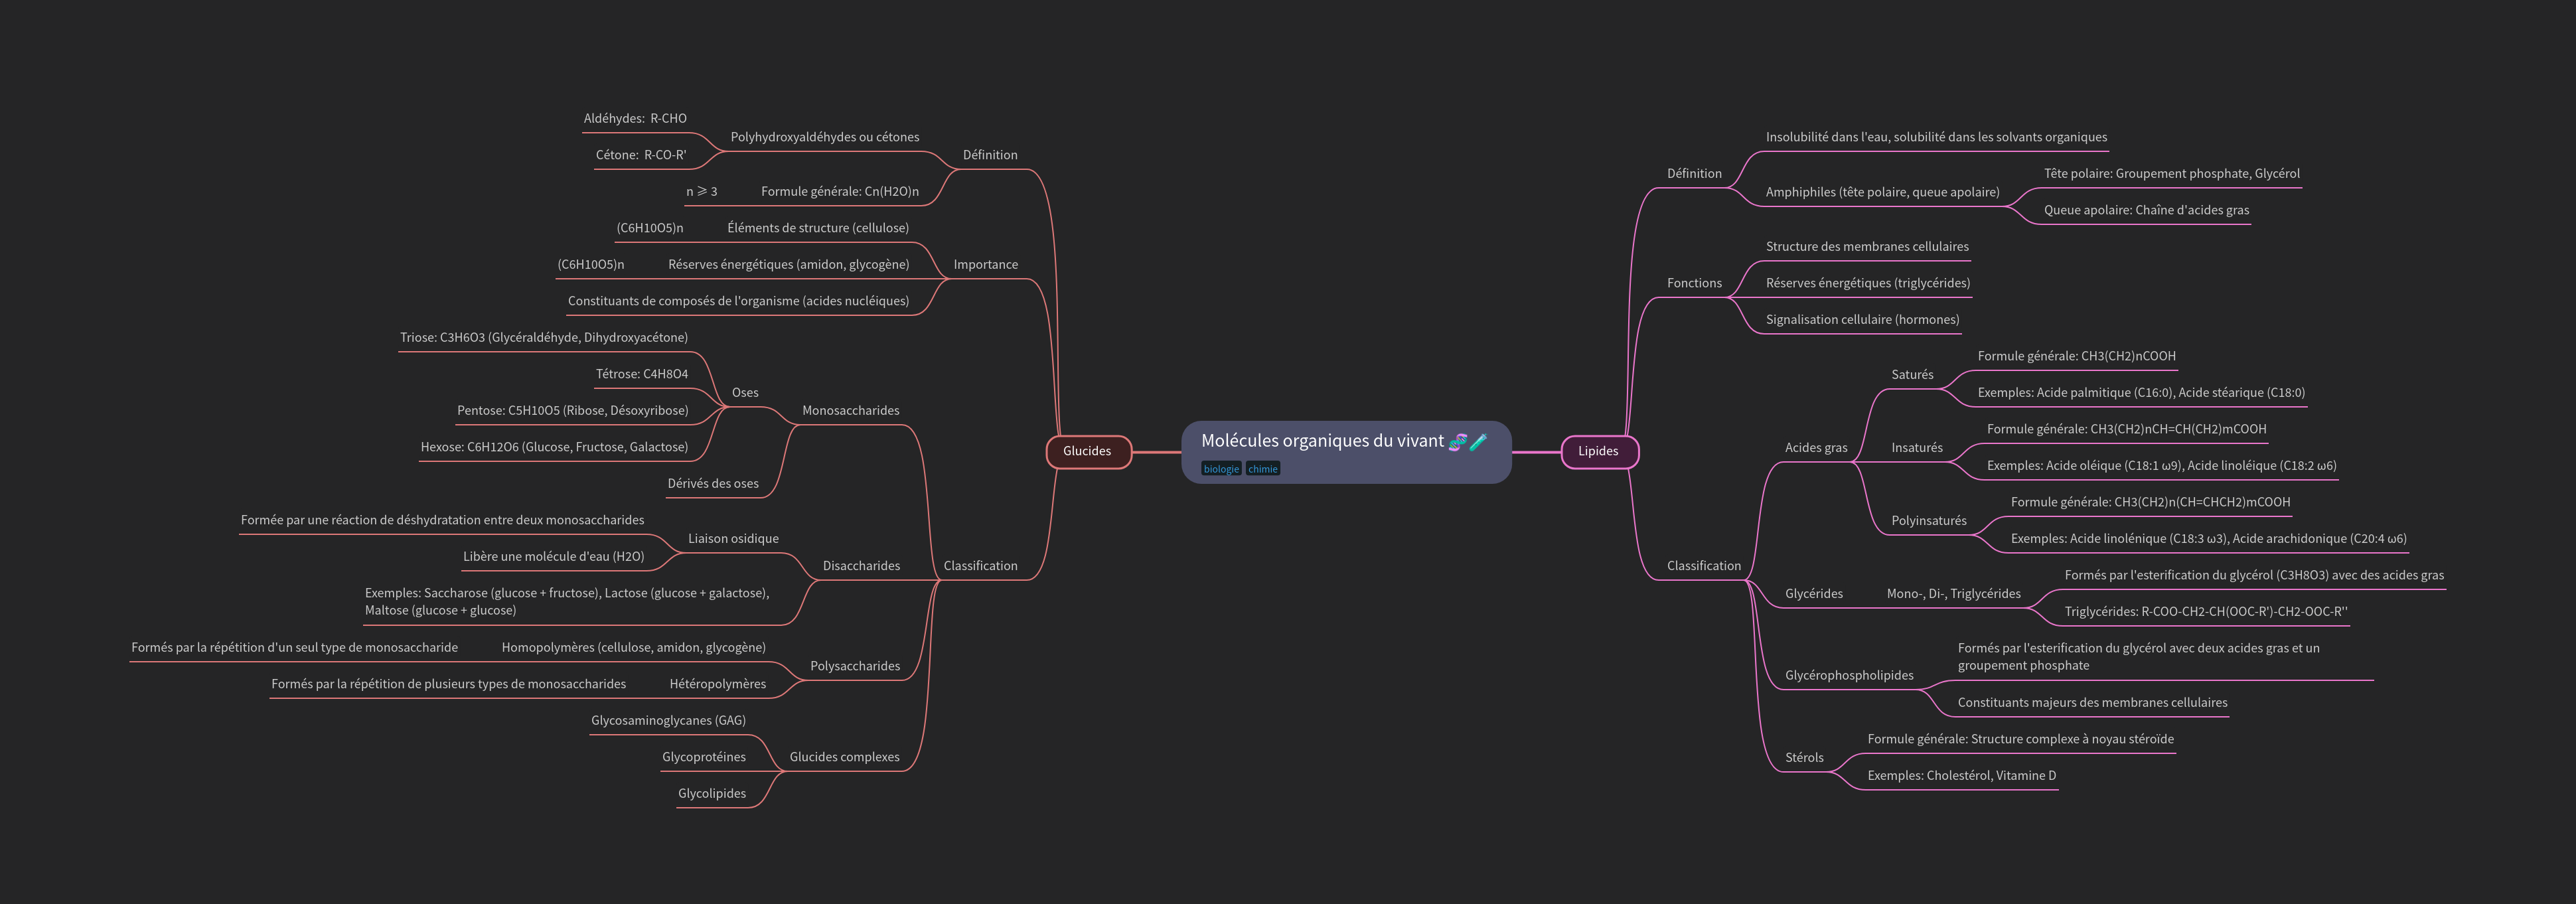 Molécules organiques du vivant
biologie chimie
Glucides
Définition
Polyhydroxyaldéhydes ou cétones
Aldéhydes: R-CHO
Cétone: R-CO-R'
Formule générale: Cn(H2O)n
n ⩾ 3
Importance
Éléments de structure (cellulose)
(C6H10O5)n
Réserves énergétiques (amidon, glycogène)
(C6H10O5)n
Constituants de composés de l'organisme (acides nucléiques)
Classification
Monosaccharides
Oses
Triose: C3H6O3 (Glycéraldéhyde, Dihydroxyacétone)
Tétrose: C4H8O4
Pentose: C5H10O5 (Ribose, Désoxyribose)
Hexose: C6H12O6 (Glucose, Fructose, Galactose)
Dérivés des oses
Disaccharides
Liaison osidique
Formée par une réaction de déshydratation entre deux monosaccharides
Libère une molécule d'eau (H2O)
Exemples: Saccharose (glucose + fructose), Lactose (glucose + galactose),
Maltose (glucose + glucose)
Polysaccharides
Homopolymères (cellulose, amidon, glycogène)
Formés par la répétition d'un seul type de monosaccharide
Hétéropolymères
Formés par la répétition de plusieurs types de monosaccharides
Glucides complexes
Glycosaminoglycanes (GAG)
Glycoprotéines
Glycolipides
Lipides
Définition
Insolubilité dans l'eau, solubilité dans les solvants organiques
Amphiphiles (tête polaire, queue apolaire)
Tête polaire: Groupement phosphate, Glycérol
Queue apolaire: Chaîne d'acides gras
Fonctions
Structure des membranes cellulaires
Réserves énergétiques (triglycérides)
Signalisation cellulaire (hormones)
Classification
Acides gras
Saturés
Formule générale: CH3(CH2)nCOOH
Exemples: Acide palmitique (C16:0), Acide stéarique (C18:0)
Insaturés
Formule générale: CH3(CH2)nCH=CH(CH2)mCOOH
Exemples: Acide oléique (C18:1 ω9), Acide linoléique (C18:2 ω6)
Polyinsaturés
Formule générale: CH3(CH2)n(CH=CHCH2)mCOOH
Exemples: Acide linolénique (C18:3 ω3), Acide arachidonique (C20:4 ω6)
Glycérides
Mono-, Di-, Triglycérides
Formés par l'esterification du glycérol (C3H8O3) avec des acides gras
Triglycérides: R-COO-CH2-CH(OOC-R')-CH2-OOC-R''
Glycérophospholipides
Formés par l'esterification du glycérol avec deux acides gras et un
groupement phosphate
Constituants majeurs des membranes cellulaires
Stérols
Formule générale: Structure complexe à noyau stéroïde
Exemples: Cholestérol, Vitamine D